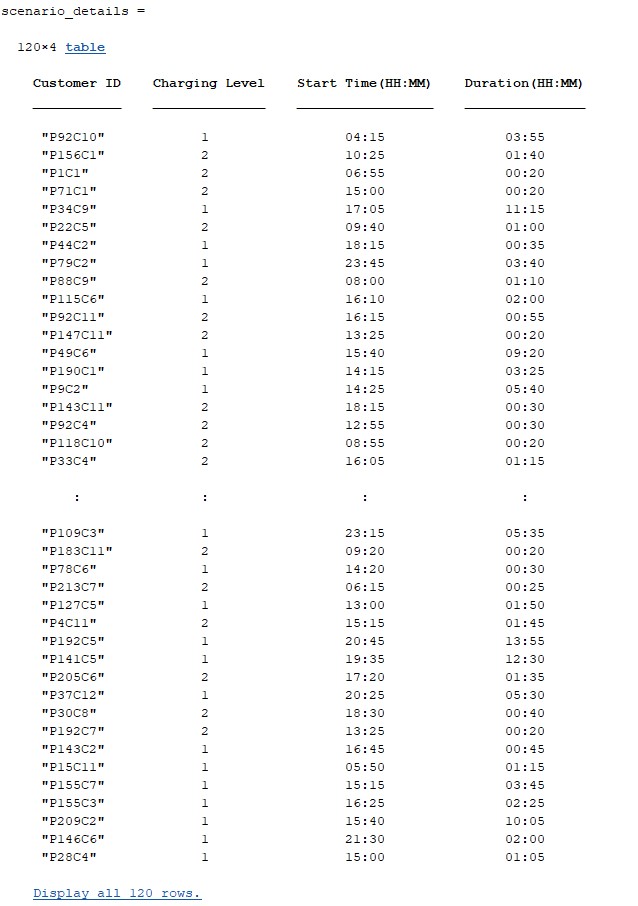 scenario_details =
120×4 table
Customer ID Charging Level Start Time(HH:MM) Duration(HH:MM)
"P92C10" 1 04:15 03:55
"P156C1" 2 10:25 01:40
"P1C1" 2 06:55 00:20
"P71C1" 2 15:00 00:20
"P34C9" 1 17:05 11:15
"P22C5" 2 09:40 01:00
"P44C2" 1 18:15 00:35
"P79C2" 1 23:45 03:40
"P88C9" 2 08:00 01:10
"P115C6" 1 16:10 02:00
"P92C11" 2 16:15 00:55
"P147C11" 2 13:25 00:20
"P49C6" 1 15:40 09:20
"P190C1" 1 14:15 03:25
"P9C2" 1 14:25 05:40
"P143C11" 2 18:15 00:30
"P92C4" 2 12:55 00:30
"P118C10" 2 08:55 00:20
"P33C4" 2 16:05 01:15
: : : :
"P109C3" 1 23:15 05:35
"P183C11" 2 09:20 00:20
"P78C6" 1 14:20 00:30
"P213C7" 2 06:15 00:25
"P127C5" 1 13:00 01:50
"P4C11" 2 15:15 01:45
"P192C5" 1 20:45 13:55
"P141C5" 1 19:35 12:30
"P205C6" 2 17:20 01:35
"P37C12" 1 20:25 05:30
"P30C8" 2 18:30 00:40
"P192C7" 2 13:25 00:20
"P143C2" 1 16:45 00:45
"P15C11" 1 05:50 01:15
"P155C7" 1 15:15 03:45
"P155C3" 1 16:25 02:25
"P209C2" 1 15:40 10:05
"P146C6" 1 21:30 02:00
"P28C4" 1 15:00 01:05
Display all 120 rows.